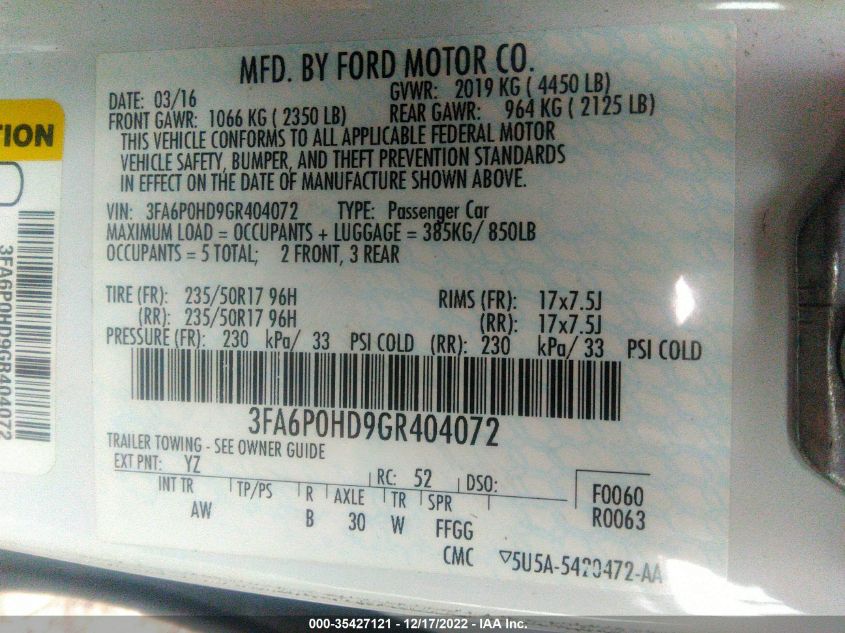 MFD. BY FORD MOTOR CO.
DATE: 03/16
GVWR: 2019 KG ( 4450 LB)
FRONT GAWR: 1066 KG ( 2350 LB)
REAR GAWR: 964 KG ( 2125 LB)
THIS VEHICLE CONFORMS TO ALL APPLICABLE FEDERAL MOTOR
VEHICLE SAFETY, BUMPER, AND THEFT PREVENTION STANDARDS
IN EFFECT ON THE DATE OF MANUFACTURE SHOWN ABOVE.
VIN: 3FA6P0HD9GR404072 TYPE: Passenger Car
MAXIMUM LOAD = OCCUPANTS + LUGGAGE = 385KG/ 850LB
OCCUPANTS = 5 TOTAL; 2 FRONT, 3 REAR
TIRE (FR): 235/50R17 96H RIMS (FR): 17x7.5J
(RR): 235/50R17 96H (RR): 17x7.5J
PRESSURE (FR): 230 kPa/ 33 PSI COLD (RR): 230 kPa/ 33 PSI COLD
3FA6P0HD9GR404072
TRAILER TOWING - SEE OWNER GUIDE
EXT PNT: YZ RC: 52 DSO:
INT TR TP/PS R AXLE TR SPR F0060
AW B 30 W FFGG R0063
CMC ▽5U5A-5420472-AA
TION
3FA6P0HD9GR404072
000-35427121 - 12/17/2022 - IAA Inc.